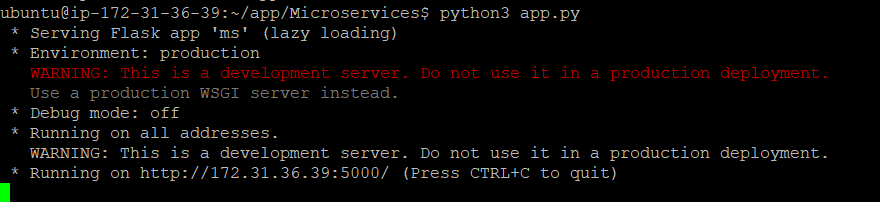 ubuntu@ip-172-31-36-39:~/app/Microservices$ python3 app.py
* Serving Flask app 'ms' (lazy loading)
* Environment: production
WARNING: This is a development server. Do not use it in a production deployment.
Use a production WSGI server instead.
* Debug mode: off
* Running on all addresses.
WARNING: This is a development server. Do not use it in a production deployment.
* Running on http://172.31.36.39:5000/ (Press CTRL+C to quit)